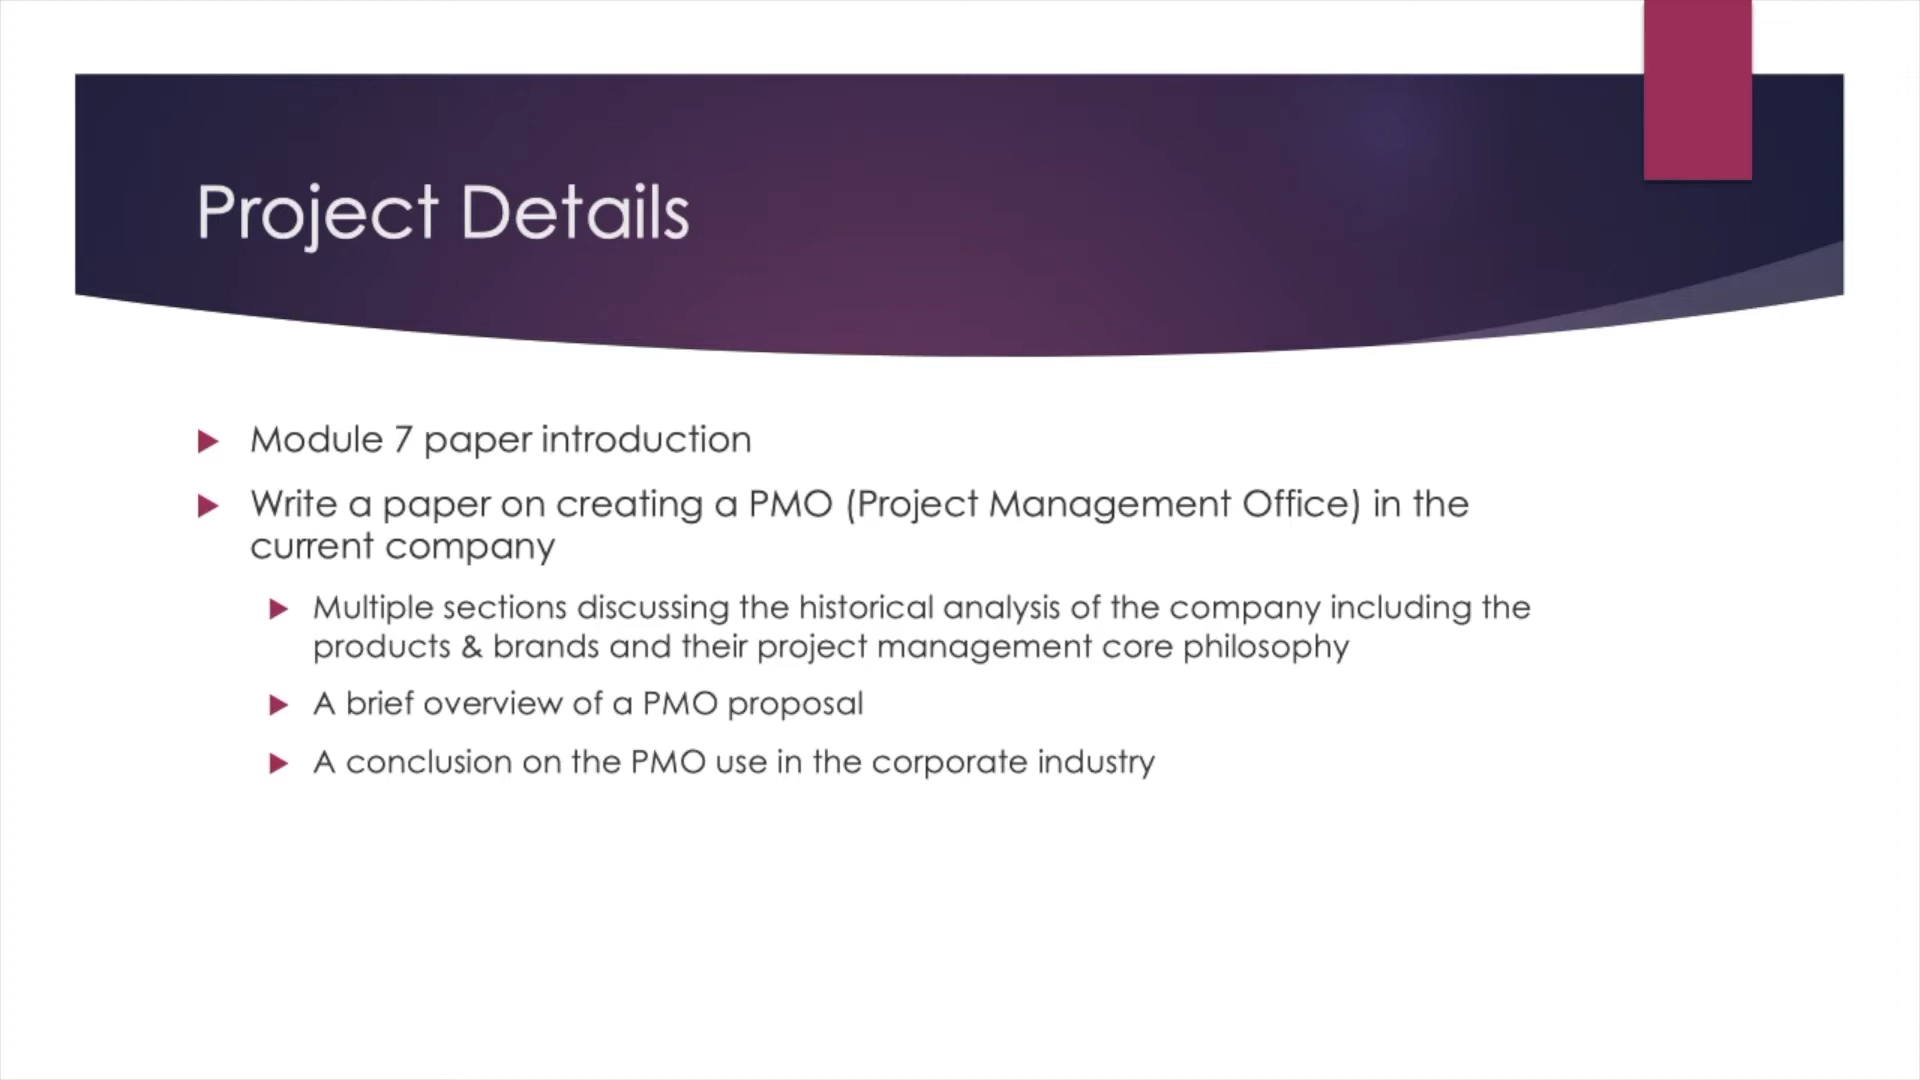 Project Details
Module 7 paper introduction
Write a paper on creating a PMO (Project Management Office) in the
current company
Multiple sections discussing the historical analysis of the company including the
products & brands and their project management core philosophy
A brief overview of a PMO proposal
A conclusion on the PMO use in the corporate industry